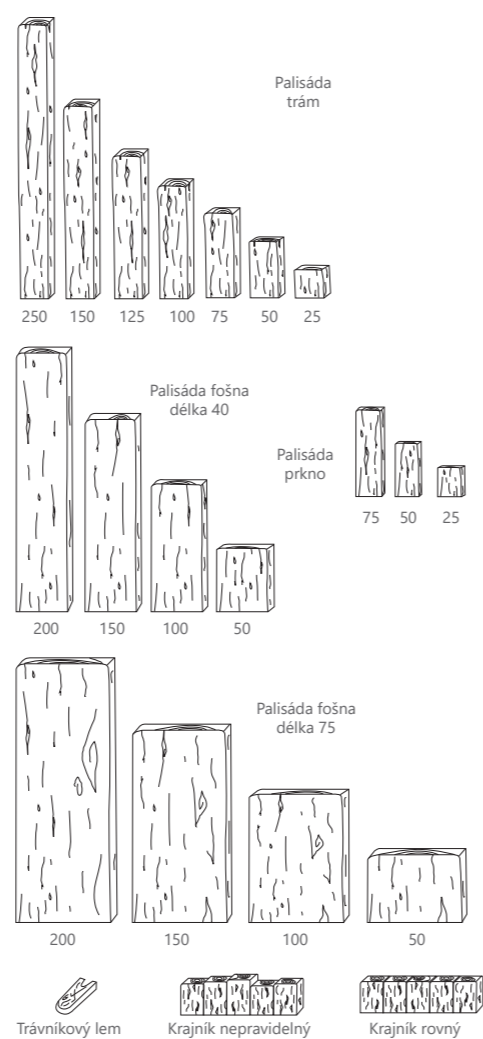 Palisáda
trám
250 150 125 100 75 50 25
Palisáda fošna
délka 40
Palisáda
prkno
75 50 25
200 150 100 50
Palisáda fošna
délka 75
200 150 100 50
Trávníkový lem Krajník nepravidelný Krajník rovný